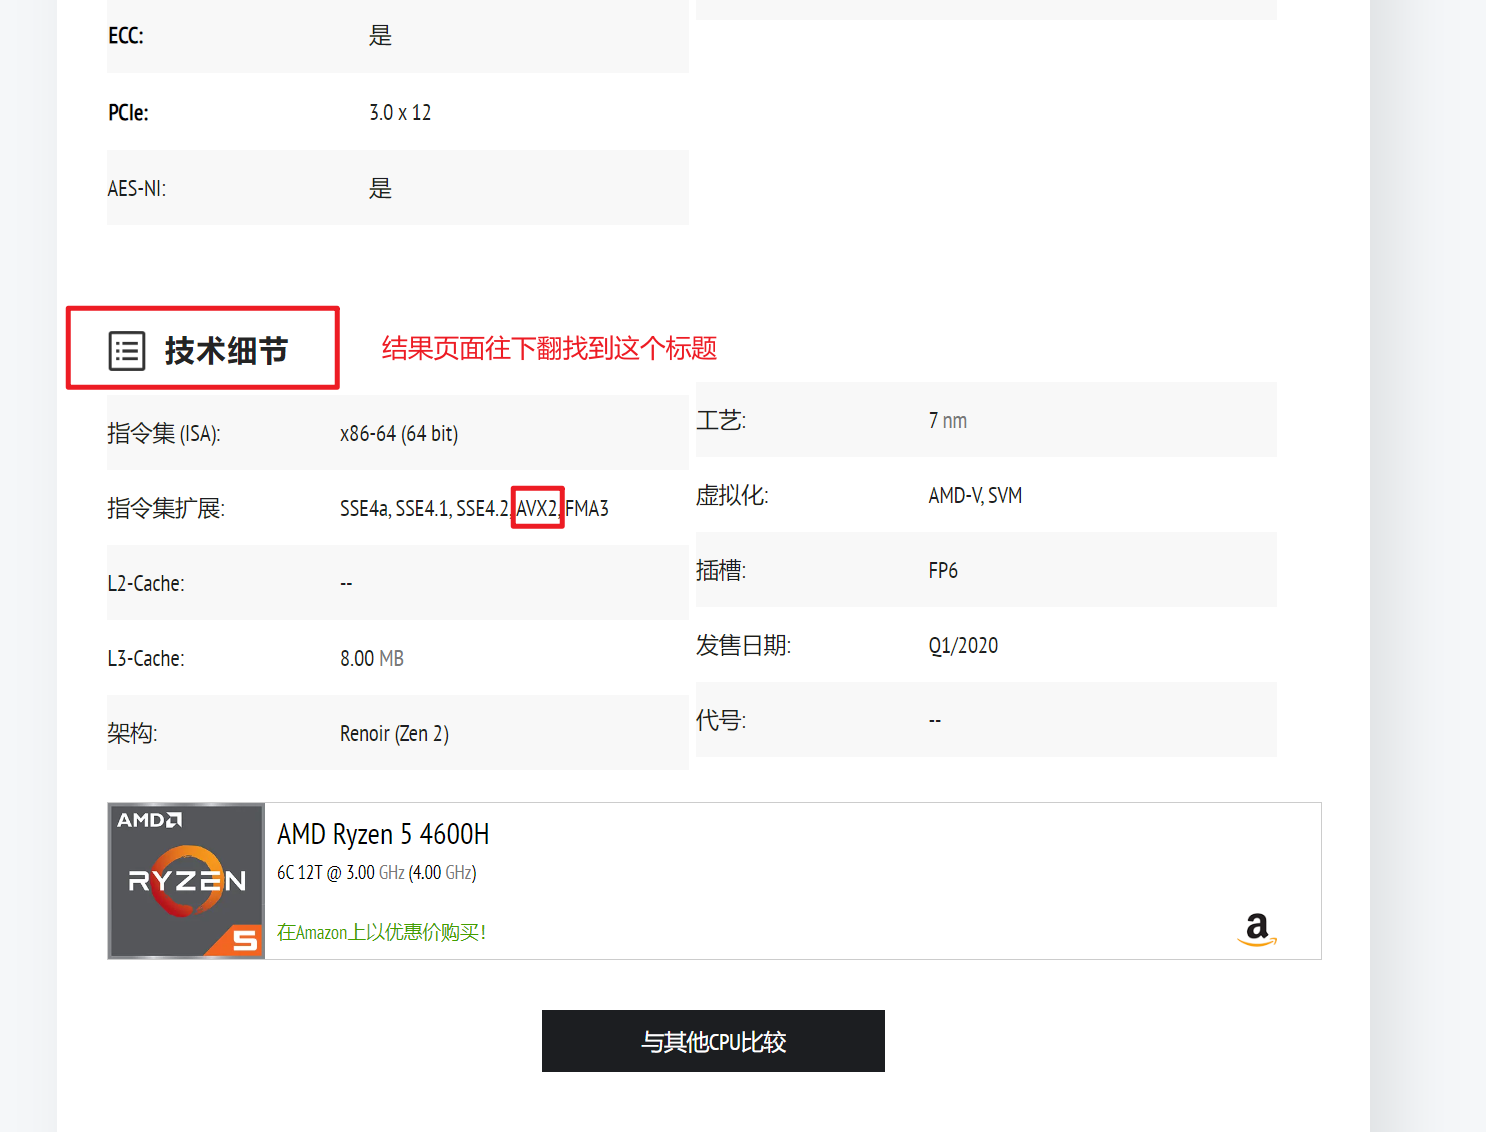 ECC: 是
PCIe: 3.0 x 12
AES-NI: 是
技术细节
结果页面往下翻找到这个标题
指令集 (ISA): x86-64 (64 bit)
指令集扩展: SSE4a, SSE4.1, SSE4.2, AVX2, FMA3
L2-Cache: --
L3-Cache: 8.00 MB
架构: Renoir (Zen 2)
工艺: 7 nm
虚拟化: AMD-V, SVM
插槽: FP6
发售日期: Q1/2020
代号: --
AMD
RYZEN
5
AMD Ryzen 5 4600H
6C 12T @ 3.00 GHz (4.00 GHz)
在Amazon上以优惠价购买!
a
与其他CPU比较